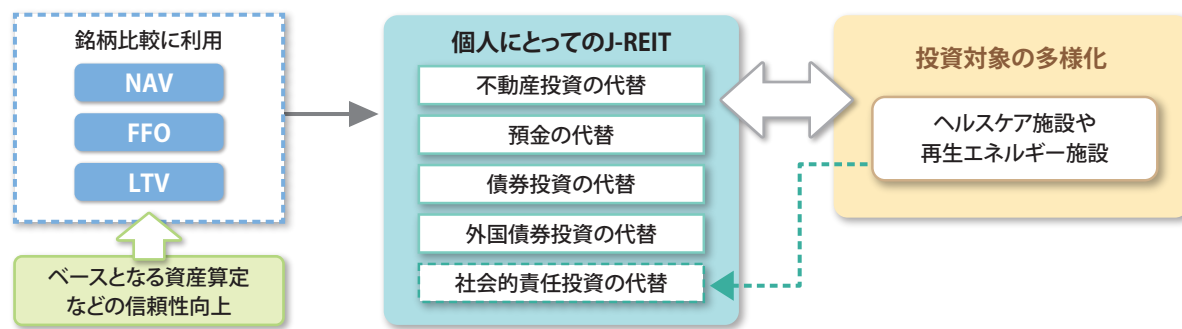 銘柄比較に利用
NAV
FFO
LTV
ベースとなる資産算定
などの信頼性向上
個人にとってのJ-REIT
不動産投資の代替
預金の代替
債券投資の代替
外国債券投資の代替
社会的責任投資の代替
投資対象の多様化
ヘルスケア施設や
再生エネルギー施設